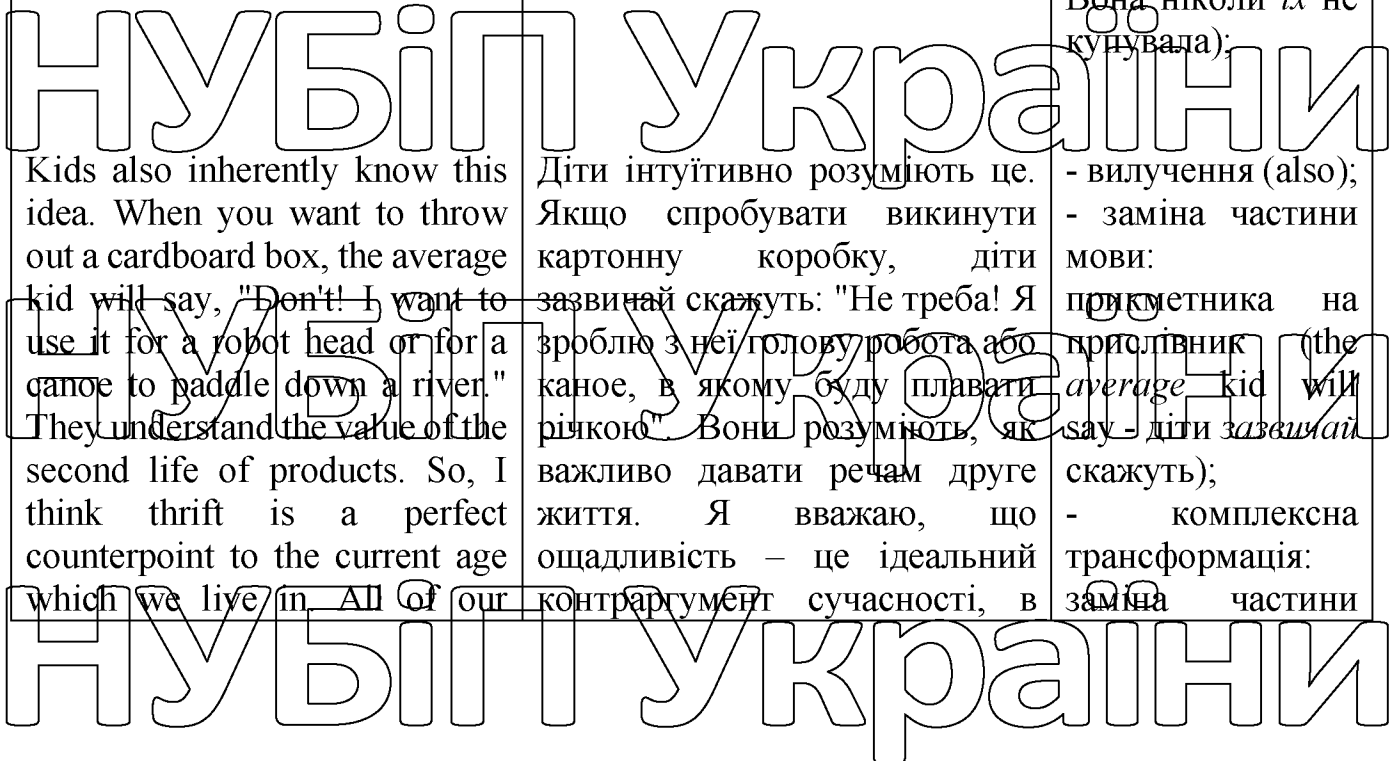 Вона ніколи їх не
купувала);
Kids also inherently know this
idea. When you want to throw
out a cardboard box, the average
kid will say, "Don't! I want to
use it for a robot head or for a
canoe to paddle down a river."
They understand the value of the
second life of products. So, I
think thrift is a perfect
counterpoint to the current age
which we live in. All of our
Діти інтуїтивно розуміють це.
Якщо спробувати викинути
картонну коробку, діти
зазвичай скажуть: "Не треба! Я
зроблю з неї голову робота або
каное, в якому буду плавати
річкою". Вони розуміють, як
важливо давати речам друге
життя. Я вважаю, що
ощадливість – це ідеальний
контраргумент сучасності, в
- вилучення (also);
- заміна частини
мови:
прикметника на
прислівник (the
average kid will
say - діти зазвичай
скажуть);
- комплексна
трансформація:
заміна частини
НУБіП України
НУБіП України
НУБіП України